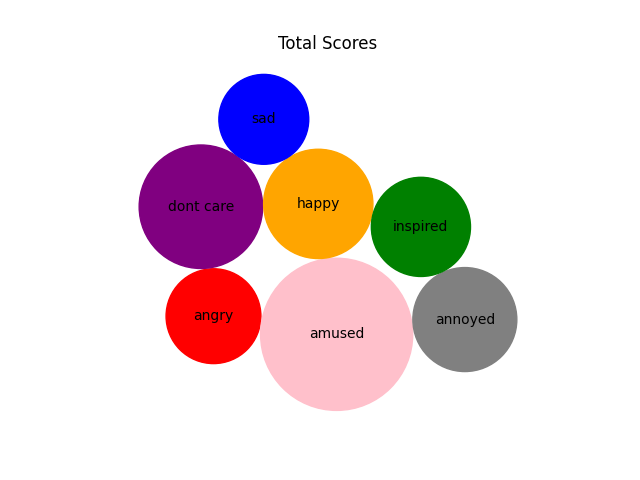 Total Scores
sad
dont care
happy
inspired
angry
amused
annoyed